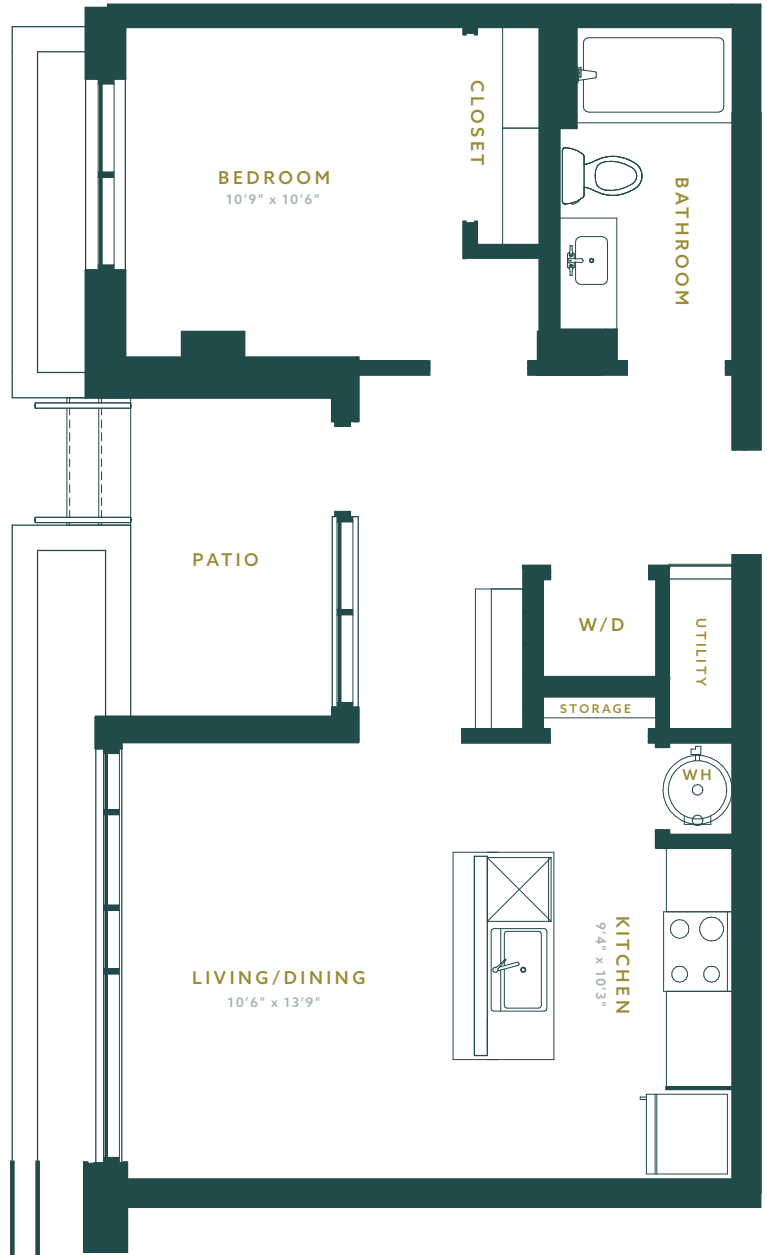 CLOSET
BEDROOM
10’9” x 10’6”
BATHROOM
PATIO
W/D
UTILITY
STORAGE
WH
KITCHEN
9’4” x 10’3”
LIVING/DINING
10’6” x 13’9”